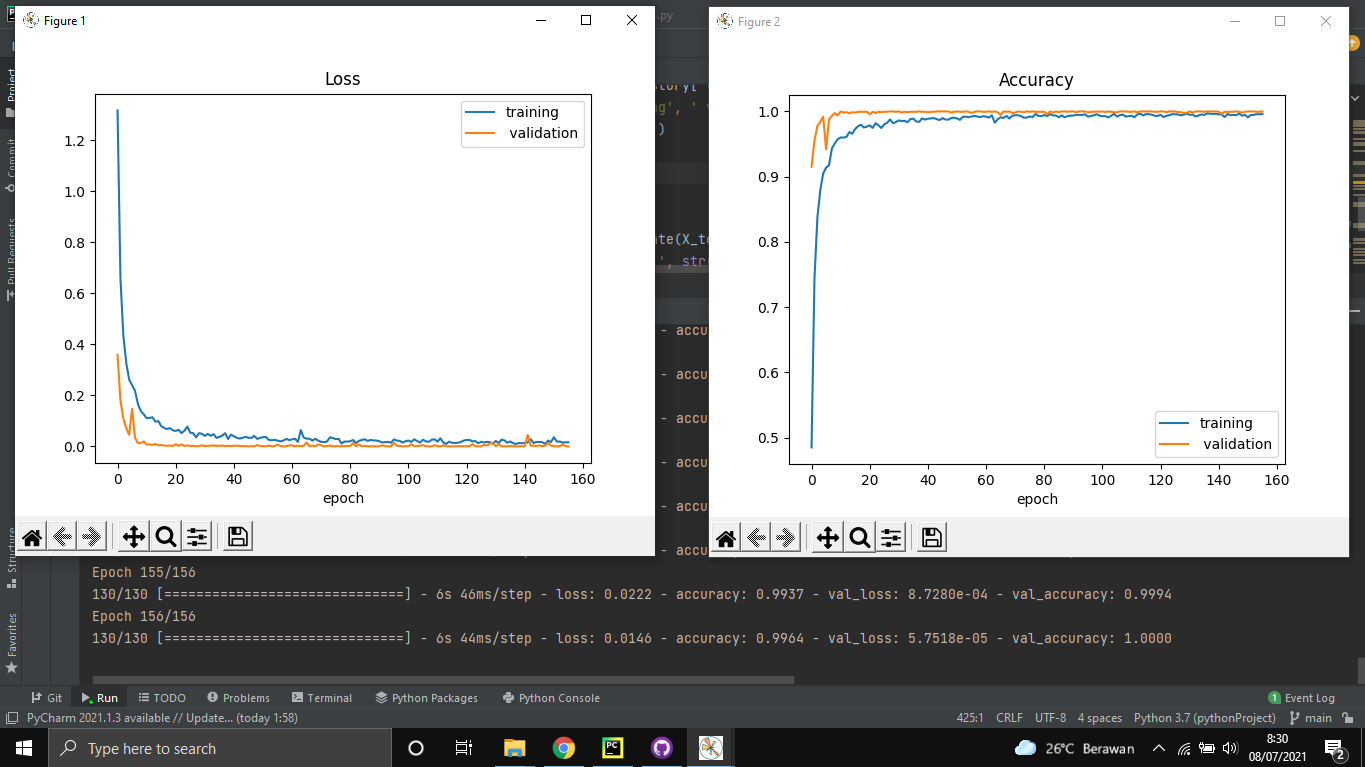 Figure 1
Loss
training
validation
1.2
1.0
0.8
0.6
0.4
0.2
0.0
0 20 40 60 80 100 120 140 160
epoch
.py
Figure 2
Accuracy
1.0
0.9
0.8
0.7
0.6
0.5
training
validation
0 20 40 60 80 100 120 140 160
epoch
Project
Commit
Pull Requests
Structure
Favorites
', str
- accu
- accu
- accu
- accu
- accu
- accu
Epoch 155/156
130/130 [==============================] - 6s 46ms/step - loss: 0.0222 - accuracy: 0.9937 - val_loss: 8.7280e-04 - val_accuracy: 0.9994
Epoch 156/156
130/130 [==============================] - 6s 44ms/step - loss: 0.0146 - accuracy: 0.9964 - val_loss: 5.7518e-05 - val_accuracy: 1.0000
Git Run TODO Problems Terminal Python Packages Python Console 1 Event Log
PyCharm 2021.1.3 available // Update... (today 1:58) 425:1 CRLF UTF-8 4 spaces Python 3.7 (pythonProject) main
Type here to search PC 26°C Berawan 8:30
08/07/2021 2